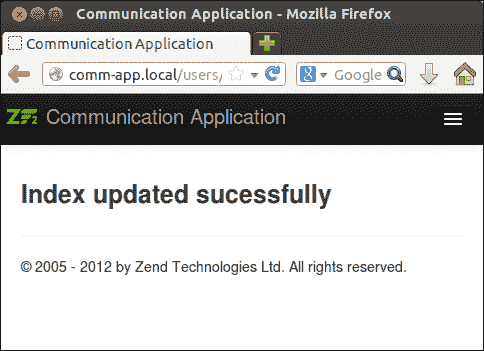 Communication Application - Mozilla Firefox
Communication Application
comm-app.local/users/
Google
ZF2 Communication Application
Index updated sucessfully
© 2005 - 2012 by Zend Technologies Ltd. All rights reserved.